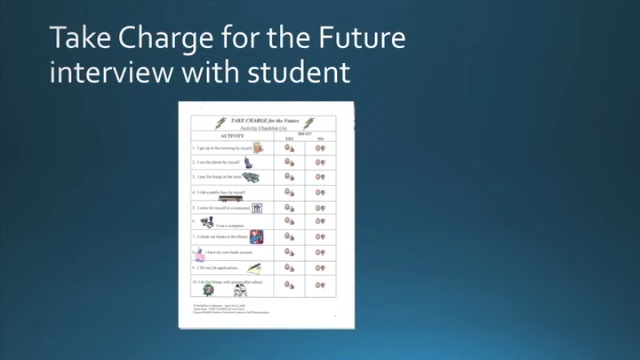 Take Charge for the Future
interview with student
TAKE CHARGE for the Future
Activity Checklist (A)
ACTIVITY
YES
NO
1. I get up in the morning by myself
2. I use the phone by myself
3. I pay for things at the store
4. I ride a public bus by myself
5. I order for myself at a restaurant
6. I use a computer
7. I check out books at the library
8. I have my own bank account
9. I fill out job applications
10. I do fun things with after school